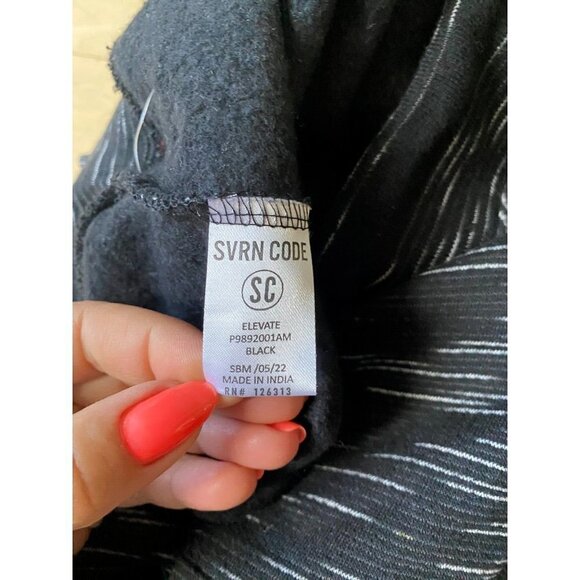 SVRN CODE
SC
ELEVATE
P9892001AM
BLACK
SBM /05/22
MADE IN INDIA
RN# 126313